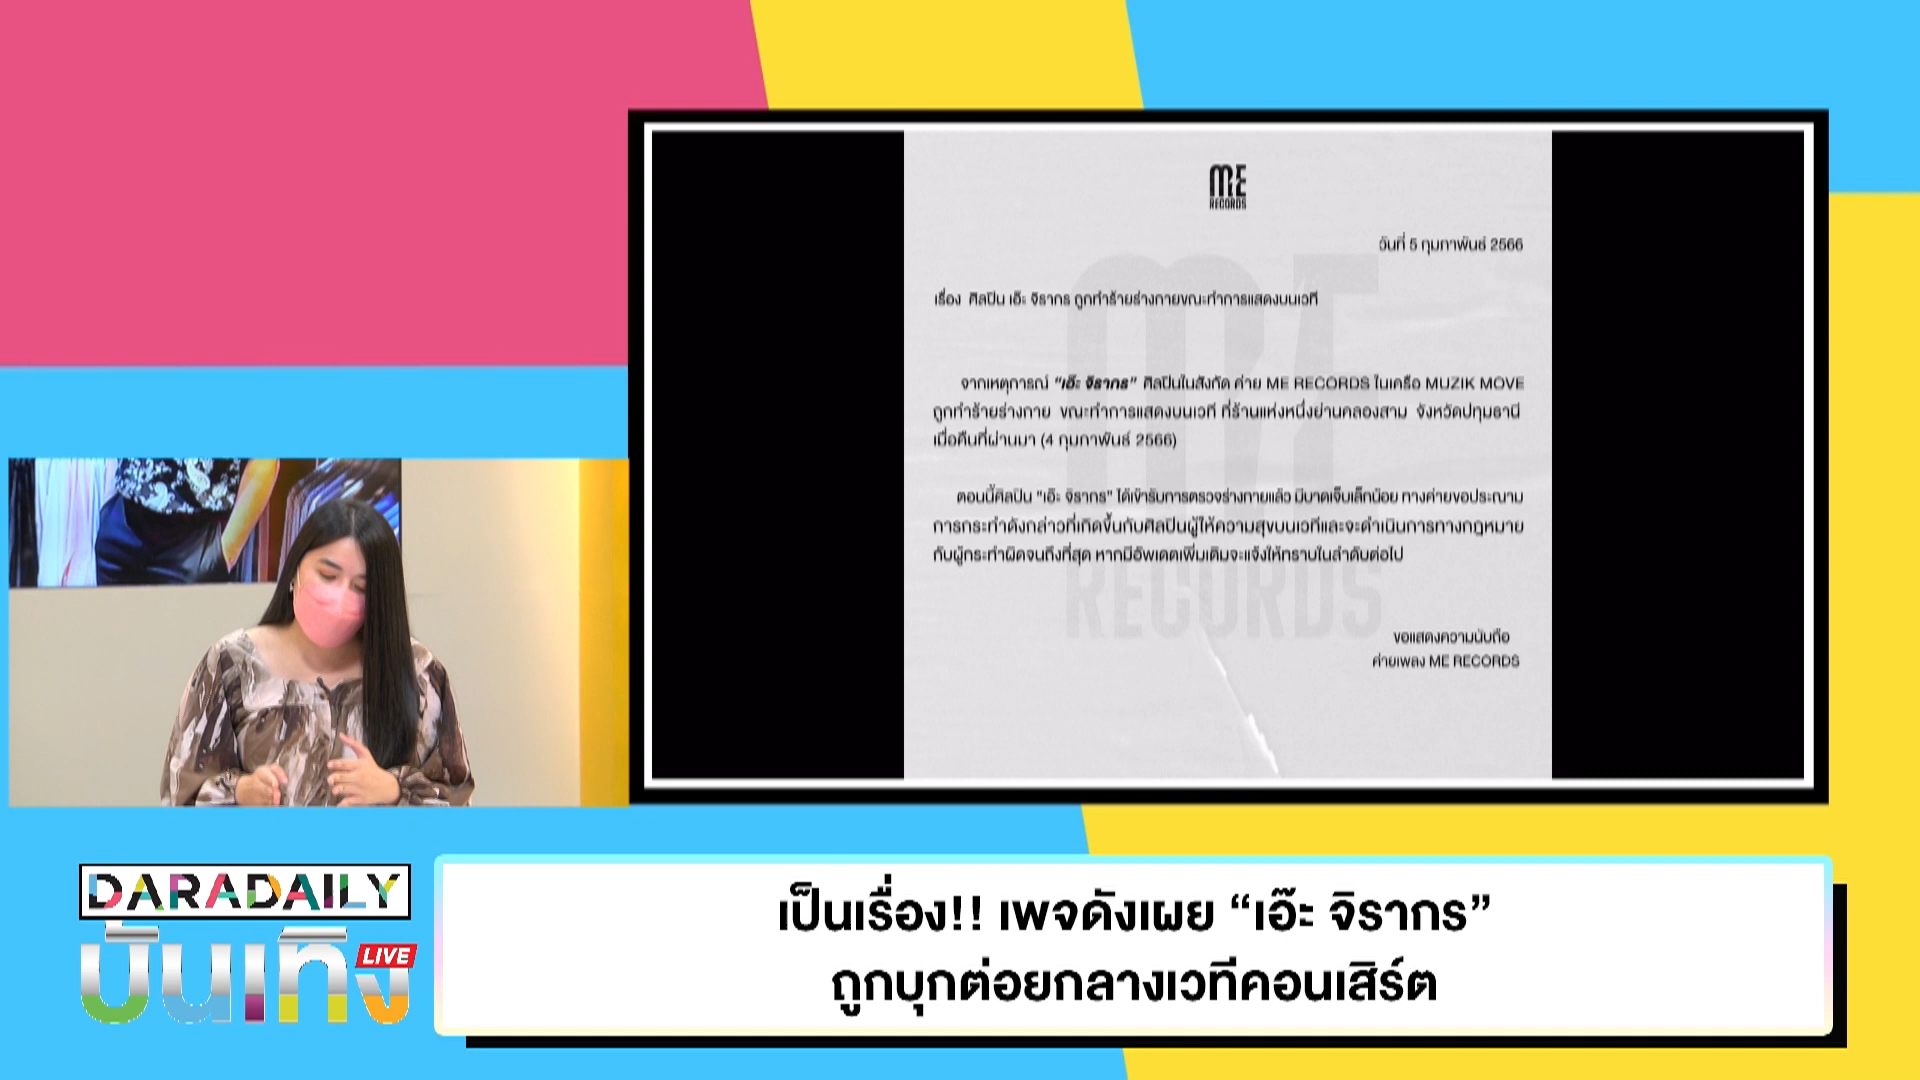 ME
RECORDS
วันที่ 5 กุมภาพันธ์ 2566
เรื่อง ศิลปิน เอ๊ะ จิรากร ถูกทำร้ายร่างกายขณะทำการแสดงบนเวที
จากเหตุการณ์ “เอ๊ะ จิรากร” ศิลปินในสังกัด ค่าย ME RECORDS ในเครือ MUZIK MOVE
ถูกทำร้ายร่างกาย ขณะทำการแสดงบนเวที ที่ร้านแห่งหนึ่งย่านคลองสาม จังหวัดปทุมธานี
เมื่อคืนที่ผ่านมา (4 กุมภาพันธ์ 2566)
ตอนนี้ศิลปิน “เอ๊ะ จิรากร” ได้เข้ารับการตรวจร่างกายแล้ว มีบาดเจ็บเล็กน้อย ทางค่ายขอประณาม
การกระทำดังกล่าวที่เกิดขึ้นกับศิลปินผู้ให้ความสุขบนเวทีและจะดำเนินการทางกฎหมาย
กับผู้กระทำผิดจนถึงที่สุด หากมีอัพเดตเพิ่มเติมจะแจ้งให้ทราบในลำดับต่อไป
ME
RECORDS
ขอแสดงความนับถือ
ค่ายเพลง ME RECORDS
DARADAILY
บันเทิง
LIVE
เป็นเรื่อง!! เพจดังเผย “เอ๊ะ จิรากร”
ถูกบุกต่อยกลางเวทีคอนเสิร์ต